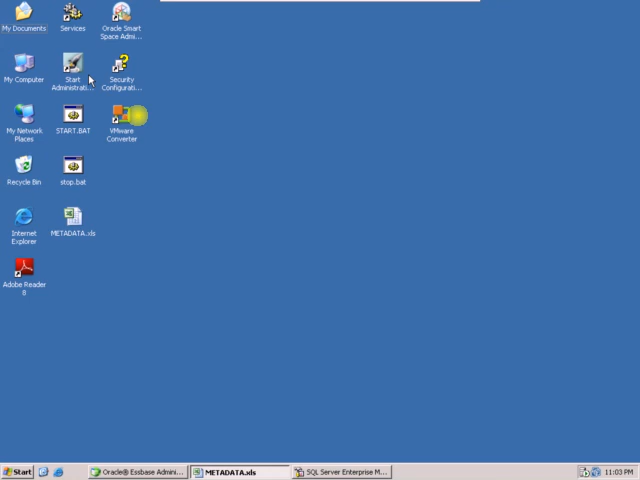 My Documents
Services
Oracle Smart
Space Admi...
My Computer
Start
Administrati...
Security
Configurati...
My Network
Places
START.BAT
VMware
Converter
Recycle Bin
stop.bat
Internet
Explorer
METADATA.xls
Adobe Reader
8
Start
Oracle® Essbase Admini...
METADATA.xls
SQL Server Enterprise M...
11:03 PM